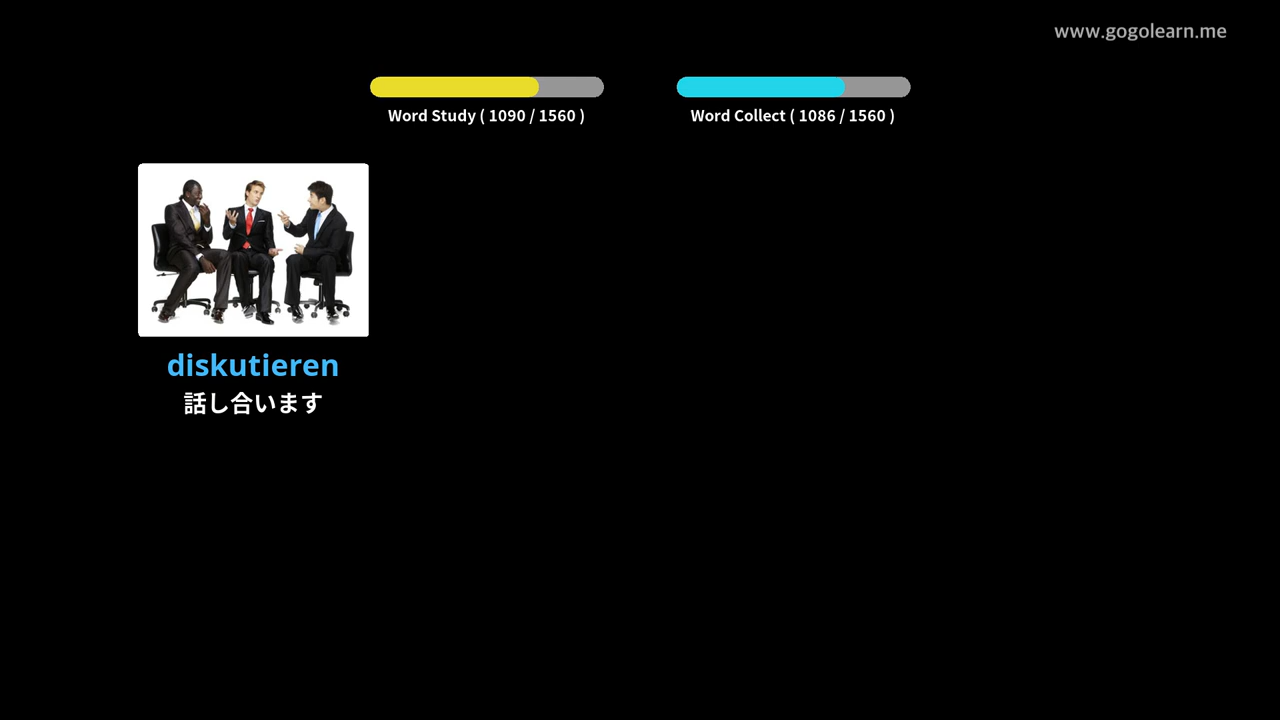 www.gogolearn.me
Word Study ( 1090 / 1560 )
Word Collect ( 1086 / 1560 )
diskutieren
話し合います